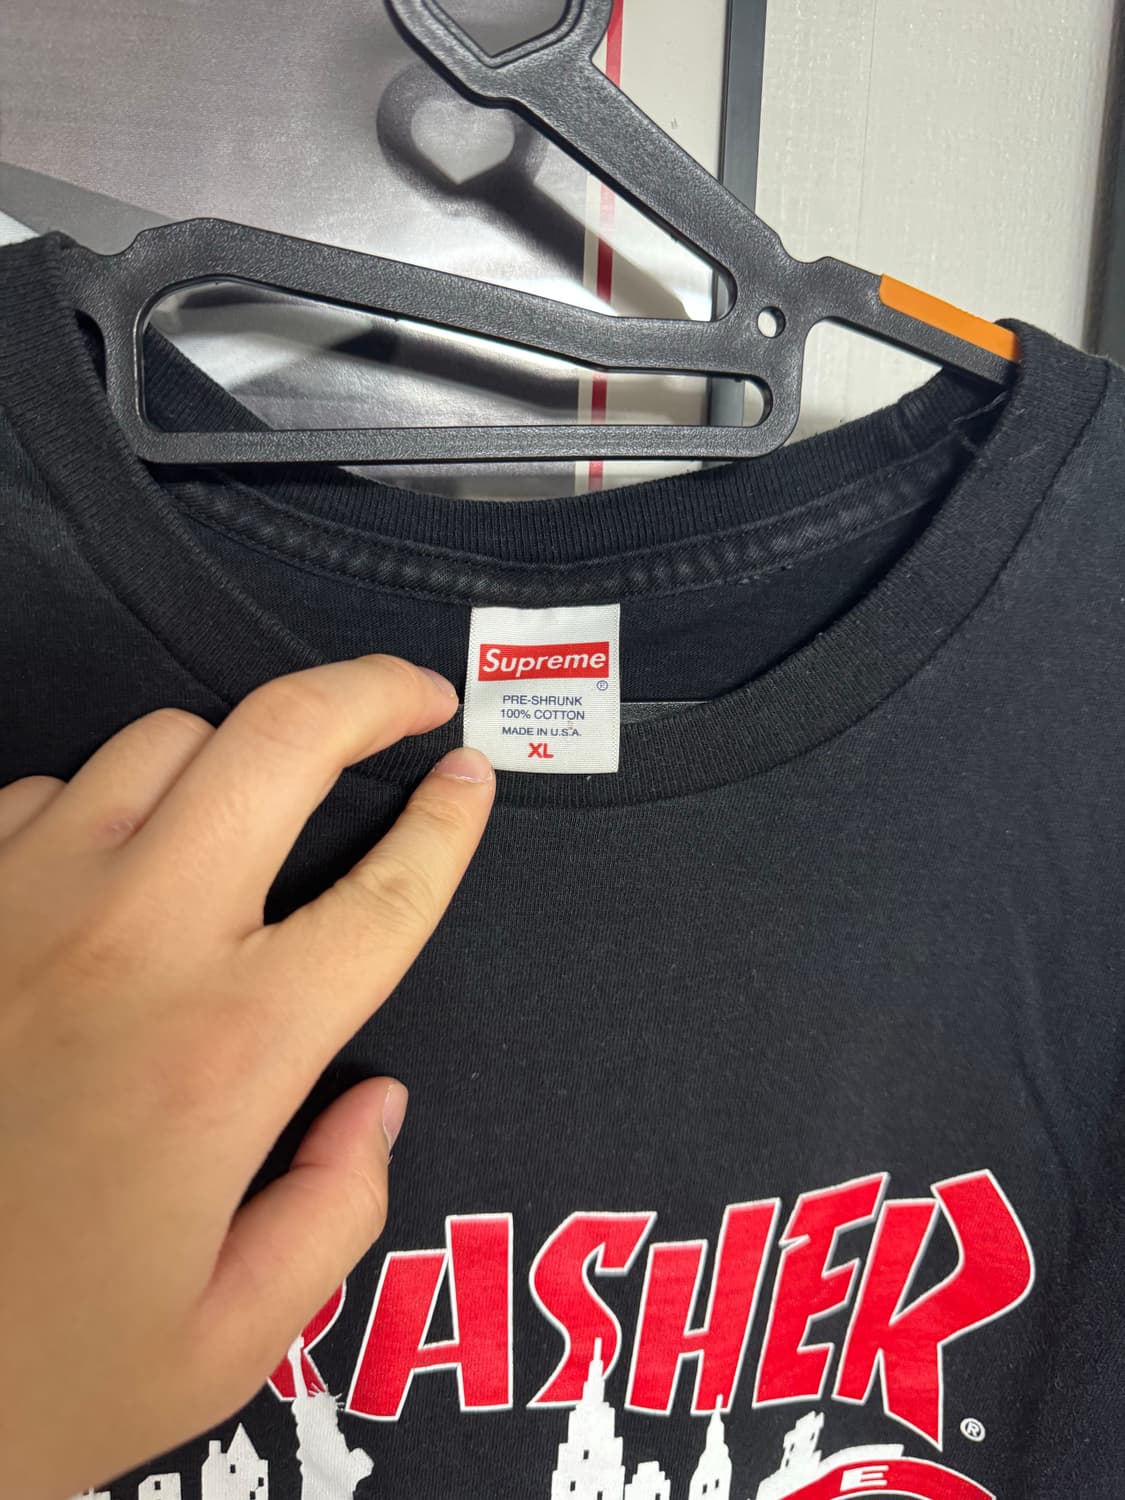 Supreme
®
PRE-SHRUNK
100% COTTON
MADE IN U.S.A.
XL
RASHER
®
E